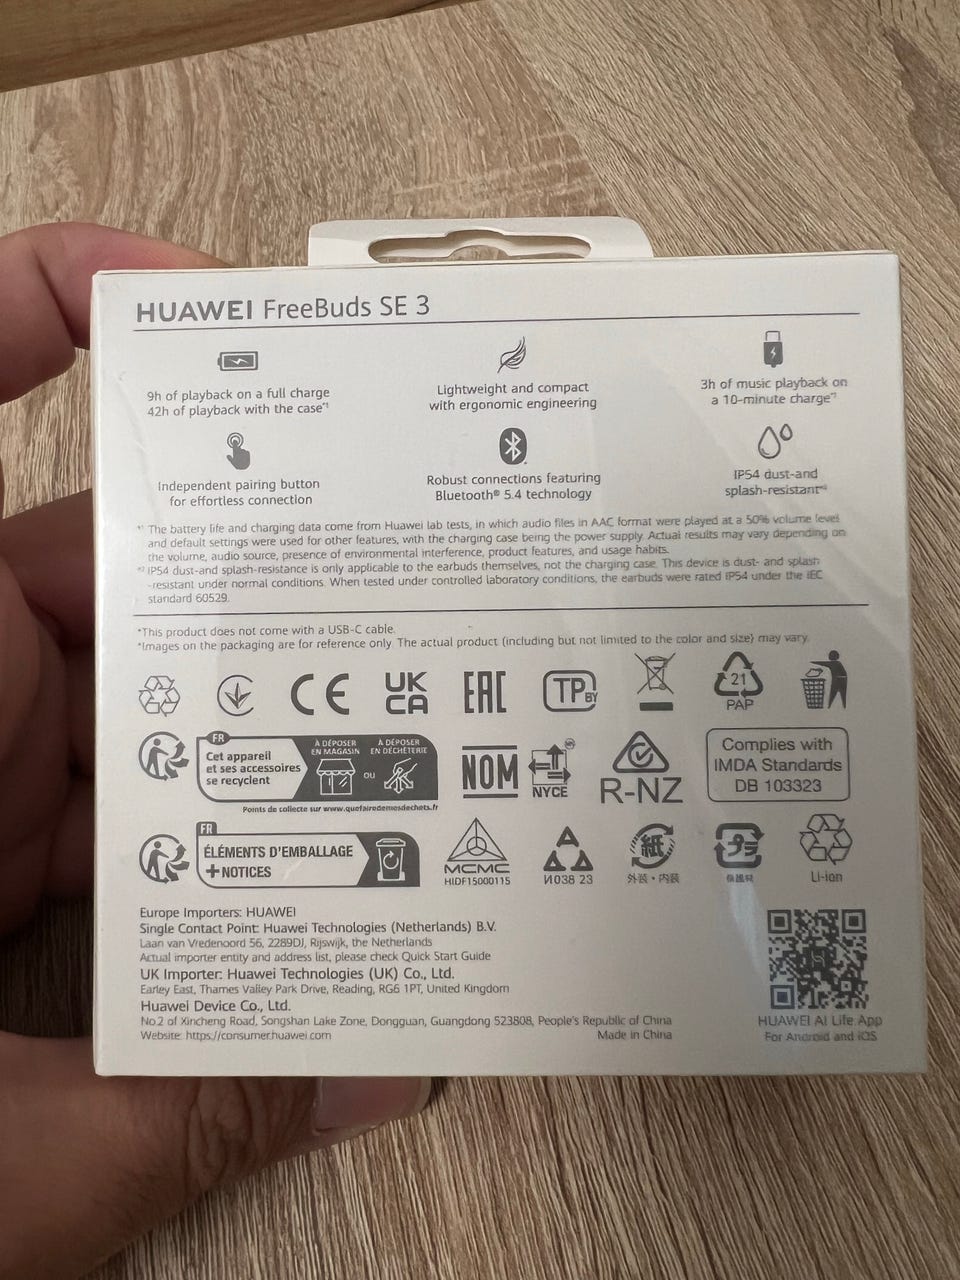 HUAWEI FreeBuds SE 3
9h of playback on a full charge
42h of playback with the case*¹
Lightweight and compact
with ergonomic engineering
3h of music playback on
a 10-minute charge*¹
Independent pairing button
for effortless connection
Robust connections featuring
Bluetooth® 5.4 technology
IP54 dust-and
splash-resistant*²
*¹ The battery life and charging data come from Huawei lab tests, in which audio files in AAC format were played at a 50% volume level
and default settings were used for other features, with the charging case being the power supply. Actual results may vary depending on
the volume, audio source, presence of environmental interference, product features, and usage habits.
*² IP54 dust-and splash-resistance is only applicable to the earbuds themselves, not the charging case. This device is dust- and splash
-resistant under normal conditions. When tested under controlled laboratory conditions, the earbuds were rated IP54 under the IEC
standard 60529.
*This product does not come with a USB-C cable.
*Images on the packaging are for reference only. The actual product (including but not limited to the color and size) may vary.
CE
UK
CA
EAC
TP BY
21
PAP
FR
Cet appareil
et ses accessoires
se recyclent
À DÉPOSER
EN MAGASIN
OU
À DÉPOSER
EN DÉCHÈTERIE
Points de collecte sur www.quefairedemesdechets.fr
NOM
NYCE
R-NZ
Complies with
IMDA Standards
DB 103323
FR
ÉLÉMENTS D'EMBALLAGE
+NOTICES
MCMC
HIDF15000115
И038 23
紙
外装・内装
プラ
保護袋
Li-ion
Europe Importers: HUAWEI
Single Contact Point: Huawei Technologies (Netherlands) B.V.
Laan van Vredenoord 56, 2289DJ, Rijswijk, the Netherlands
Actual importer entity and address list, please check Quick Start Guide
UK Importer: Huawei Technologies (UK) Co., Ltd.
Earley East, Thames Valley Park Drive, Reading, RG6 1PT, United Kingdom
Huawei Device Co., Ltd.
No.2 of Xincheng Road, Songshan Lake Zone, Dongguan, Guangdong 523808, People's Republic of China
Website: https://consumer.huawei.com
Made in China
HUAWEI AI Life App
For Android and iOS